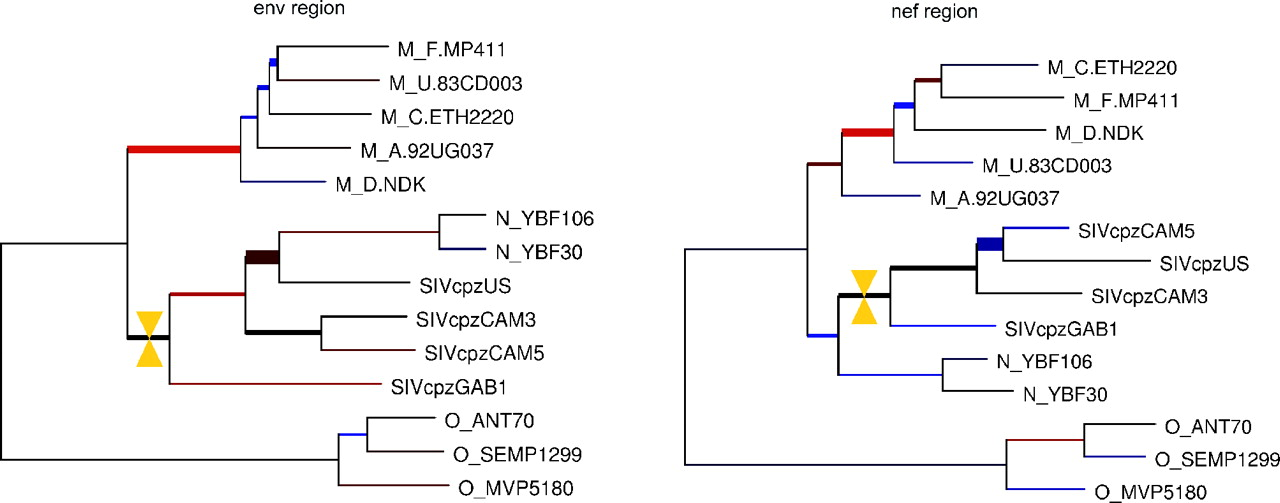 env region
M_F.MP411
M_U.83CD003
M_C.ETH2220
M_A.92UG037
M_D.NDK
N_YBF106
N_YBF30
SIVcpzUS
SIVcpzCAM3
SIVcpzCAM5
SIVcpzGAB1
O_ANT70
O_SEMP1299
O_MVP5180
nef region
M_C.ETH2220
M_F.MP411
M_D.NDK
M_U.83CD003
M_A.92UG037
SIVcpzCAM5
SIVcpzUS
SIVcpzCAM3
SIVcpzGAB1
N_YBF106
N_YBF30
O_ANT70
O_SEMP1299
O_MVP5180